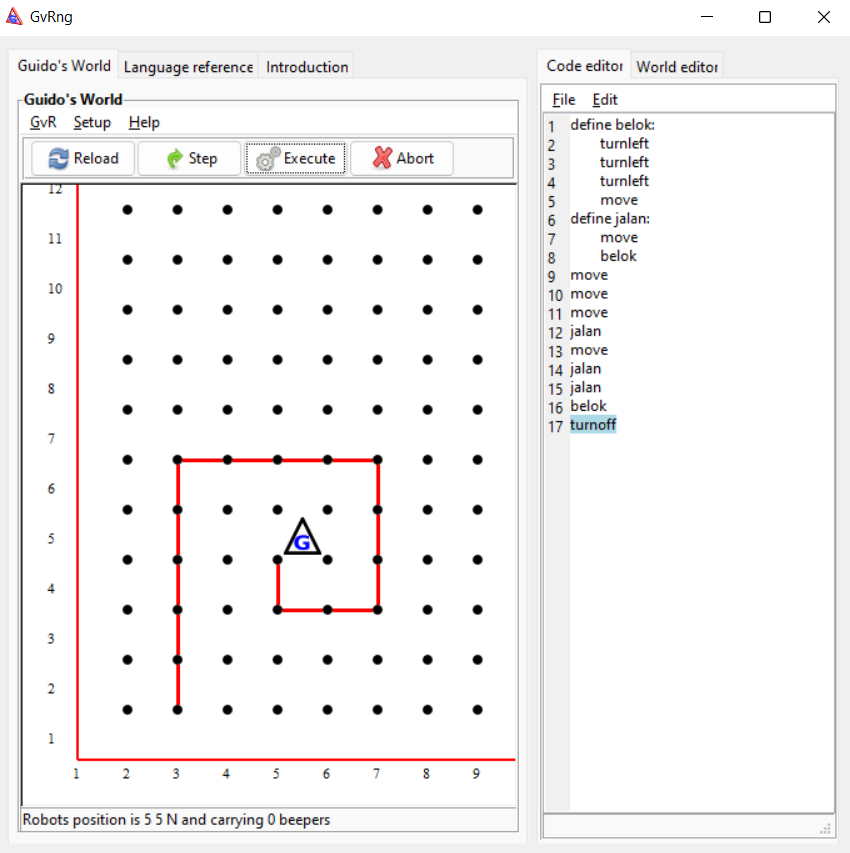 GvRng
Guido's World
Language reference
Introduction
Guido's World
GvR Setup Help
Reload
Step
Execute
Abort
12
11
10
9
8
7
6
5
4
3
2
1
G
1 2 3 4 5 6 7 8 9
Robots position is 5 5 N and carrying 0 beepers
Code editor
World editor
File Edit
1 define belok:
2 turnleft
3 turnleft
4 turnleft
5 move
6 define jalan:
7 move
8 belok
9 move
10 move
11 move
12 jalan
13 move
14 jalan
15 jalan
16 belok
17 turnoff